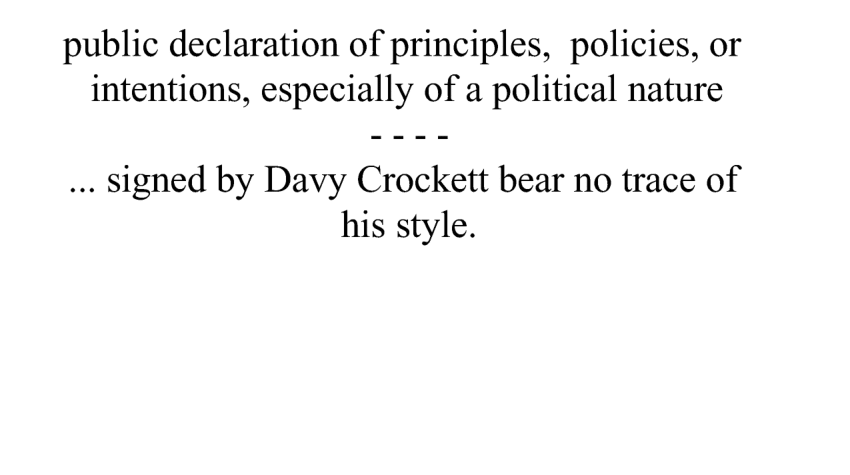 public declaration of principles,  policies, or
intentions, especially of a political nature
- - - -
... signed by Davy Crockett bear no trace of
his style.